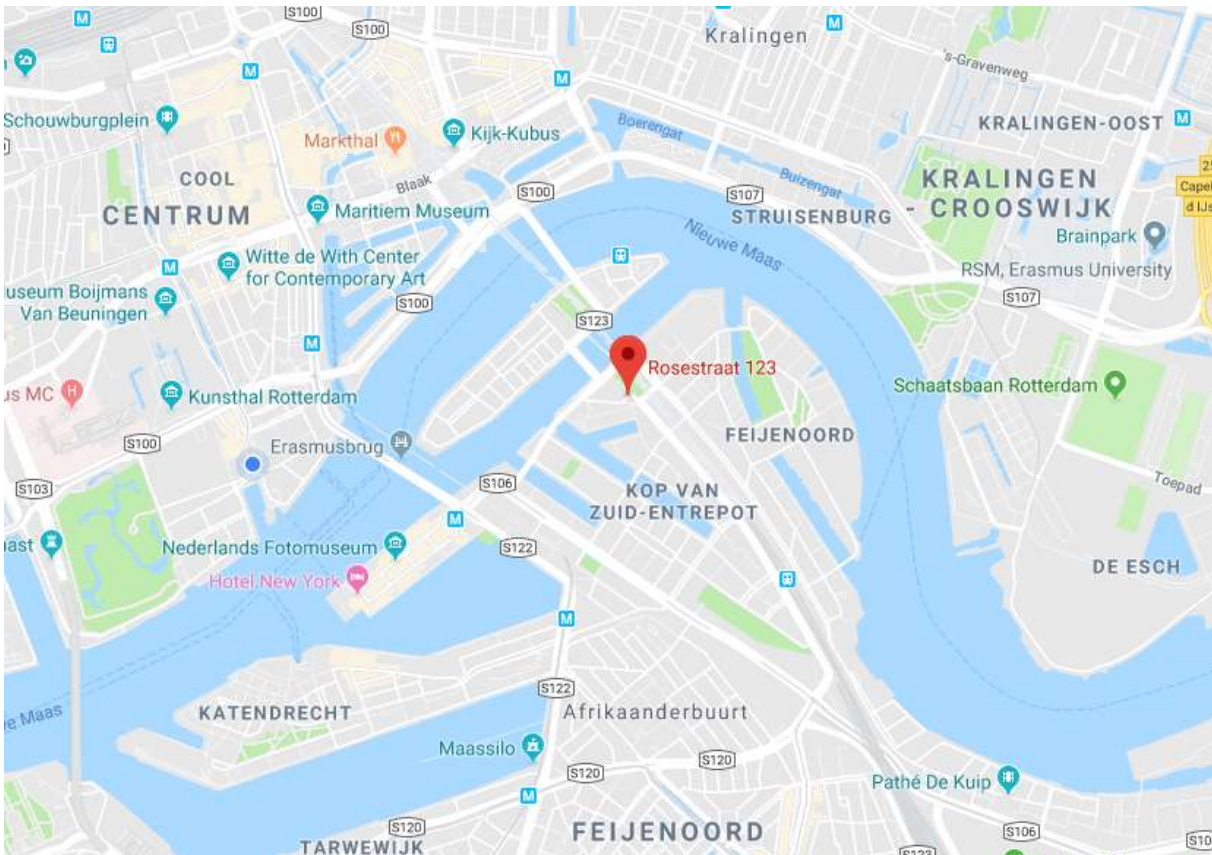 S100
S100
M
M
M
M
Kralingen
's-Gravenweg
Schouwburgplein
Markthal
Kijk-Kubus
Boerengat
KRALINGEN-OOST
M
COOL
Blaak
S100
S107
Buizengat
KRALINGEN
- CROOSWIJK
CENTRUM
Maritiem Museum
STRUISENBURG
Brainpark
M
Witte de With Center
for Contemporary Art
Nieuwe Maas
RSM, Erasmus University
S107
useum Boijmans
Van Beuningen
S100
S123
M
Rosestraat 123
us MC
H
Kunsthal Rotterdam
Schaatsbaan Rotterdam
S100
Erasmusbrug
FEIJENOORD
S103
S106
KOP VAN
ZUID-ENTREPOT
Toepad
M
Nederlands Fotomuseum
S122
Hotel New York
DE ESCH
M
S122
we Maas
KATENDRECHT
Afrikaanderbuurt
Maassilo
S120
S120
Pathé De Kuip
M
S120
FEIJENOORD
S106
TARWEWIJK
S123